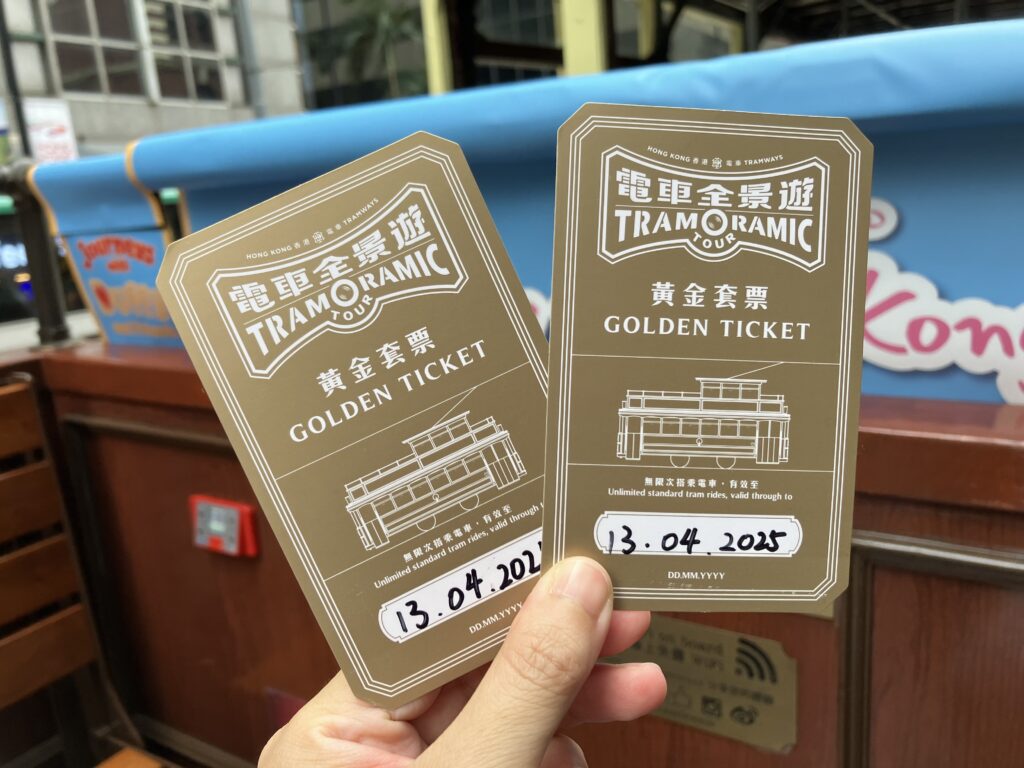 HONG KONG 香港 電車 TRAMWAYS
電車全景遊
TRAMORAMIC
TOUR
黃金套票
GOLDEN TICKET
無限次搭乘電車，有效至
Unlimited standard tram rides, valid through to
13.04.202
DD.MM.YYYY
HONG KONG 香港 電車 TRAMWAYS
電車全景遊
TRAMORAMIC
TOUR
黃金套票
GOLDEN TICKET
無限次搭乘電車，有效至
Unlimited standard tram rides, valid through to
13.04.2025
DD.MM.YYYY
Journeys
with
Kong
WiFi